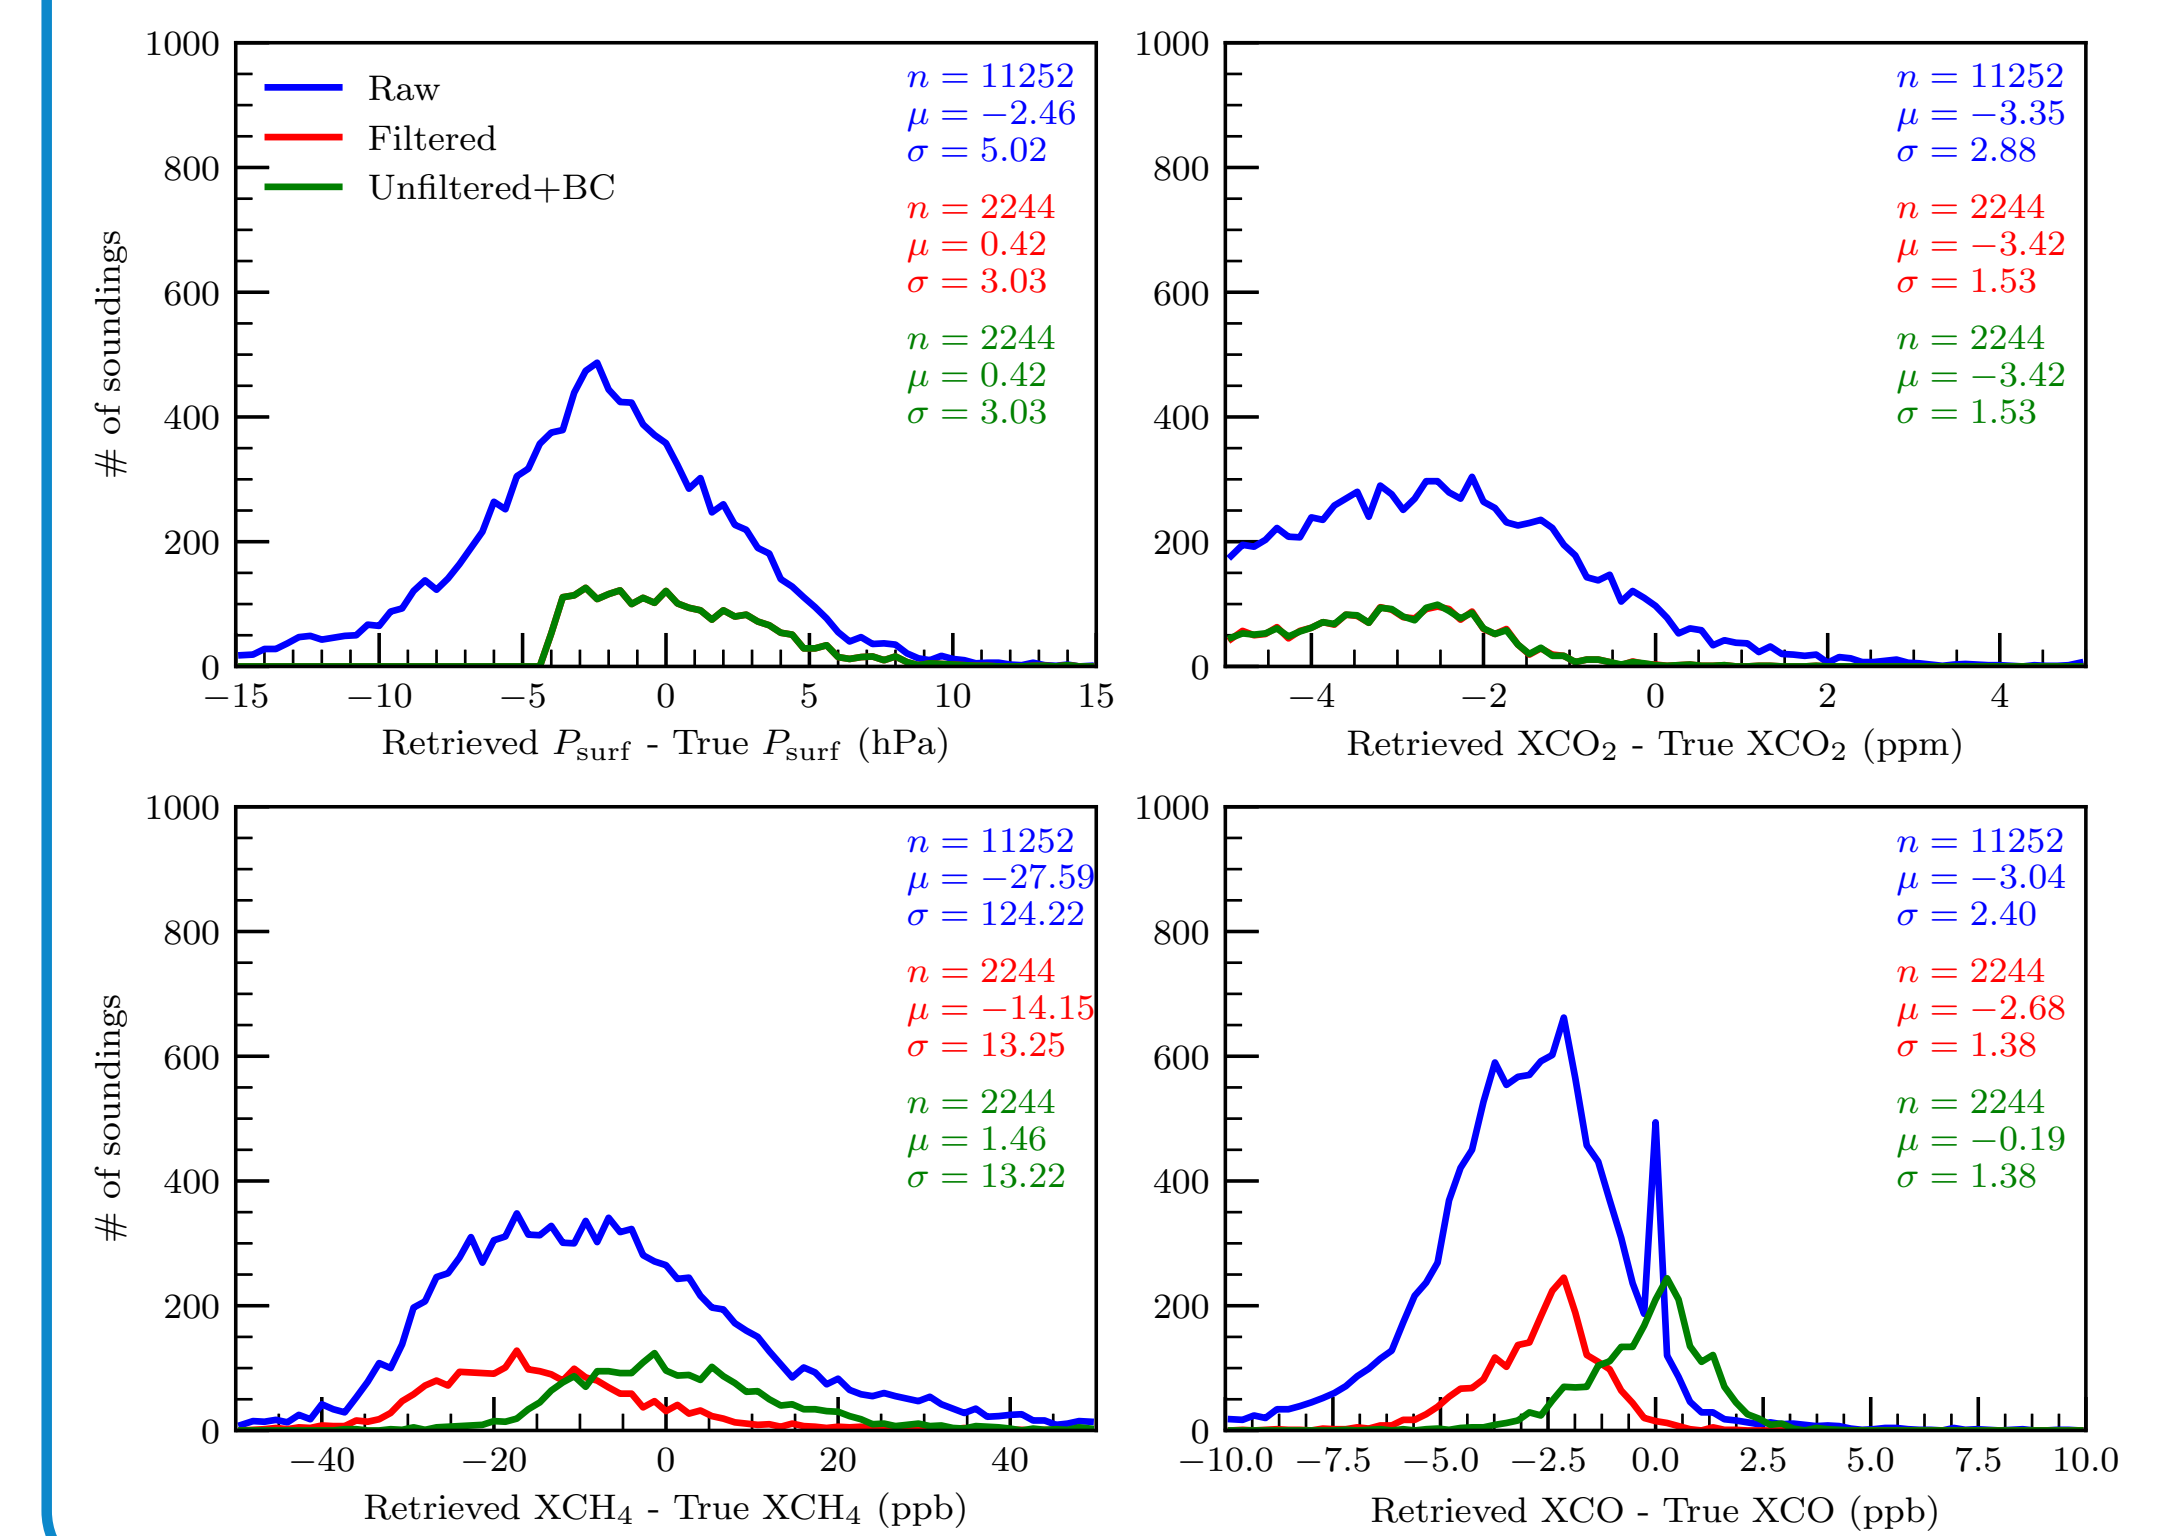 1000
800
600
400
200
0
# of soundings
Raw
Filtered
Unfiltered+BC
n = 11252
μ = −2.46
σ = 5.02
n = 2244
μ = 0.42
σ = 3.03
n = 2244
μ = 0.42
σ = 3.03
−15 −10 −5 0 5 10 15
Retrieved P_surf - True P_surf (hPa)
1000
800
600
400
200
0
n = 11252
μ = −3.35
σ = 2.88
n = 2244
μ = −3.42
σ = 1.53
n = 2244
μ = −3.42
σ = 1.53
−4 −2 0 2 4
Retrieved XCO₂ - True XCO₂ (ppm)
1000
800
600
400
200
0
# of soundings
n = 11252
μ = −27.59
σ = 124.22
n = 2244
μ = −14.15
σ = 13.25
n = 2244
μ = 1.46
σ = 13.22
−40 −20 0 20 40
Retrieved XCH₄ - True XCH₄ (ppb)
1000
800
600
400
200
0
n = 11252
μ = −3.04
σ = 2.40
n = 2244
μ = −2.68
σ = 1.38
n = 2244
μ = −0.19
σ = 1.38
−10.0 −7.5 −5.0 −2.5 0.0 2.5 5.0 7.5 10.0
Retrieved XCO - True XCO (ppb)